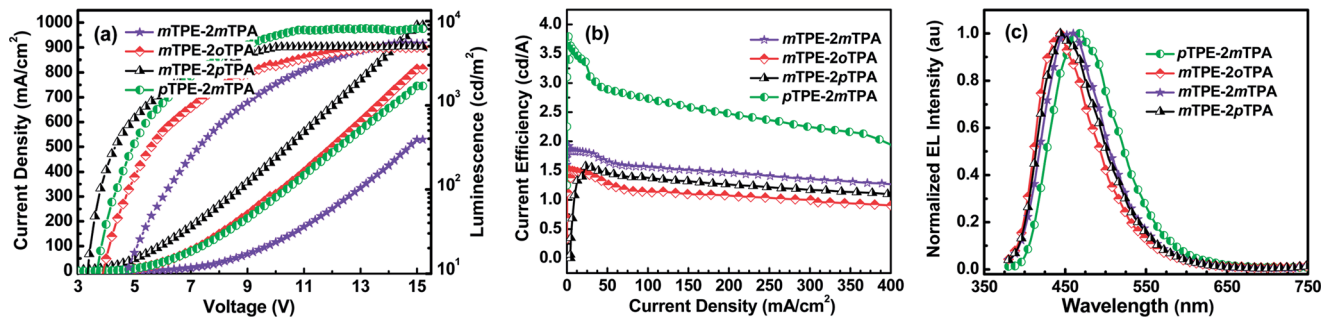 (a)
mTPE-2mTPA
mTPE-2oTPA
mTPE-2pTPA
pTPE-2mTPA
Current Density (mA/cm²)
1000
900
800
700
600
500
400
300
200
100
0
3 5 7 9 11 13 15
Voltage (V)
10⁴
10³
10²
10¹
Luminescence (cd/m²)
(b)
mTPE-2mTPA
mTPE-2oTPA
mTPE-2pTPA
pTPE-2mTPA
Current Efficiency (cd/A)
4.0
3.5
3.0
2.5
2.0
1.5
1.0
0.5
0.0
0 50 100 150 200 250 300 350 400
Current Density (mA/cm²)
(c)
pTPE-2mTPA
mTPE-2oTPA
mTPE-2mTPA
mTPE-2pTPA
Normalized EL Intensity (au)
1.0
0.8
0.6
0.4
0.2
0.0
350 450 550 650 750
Wavelength (nm)